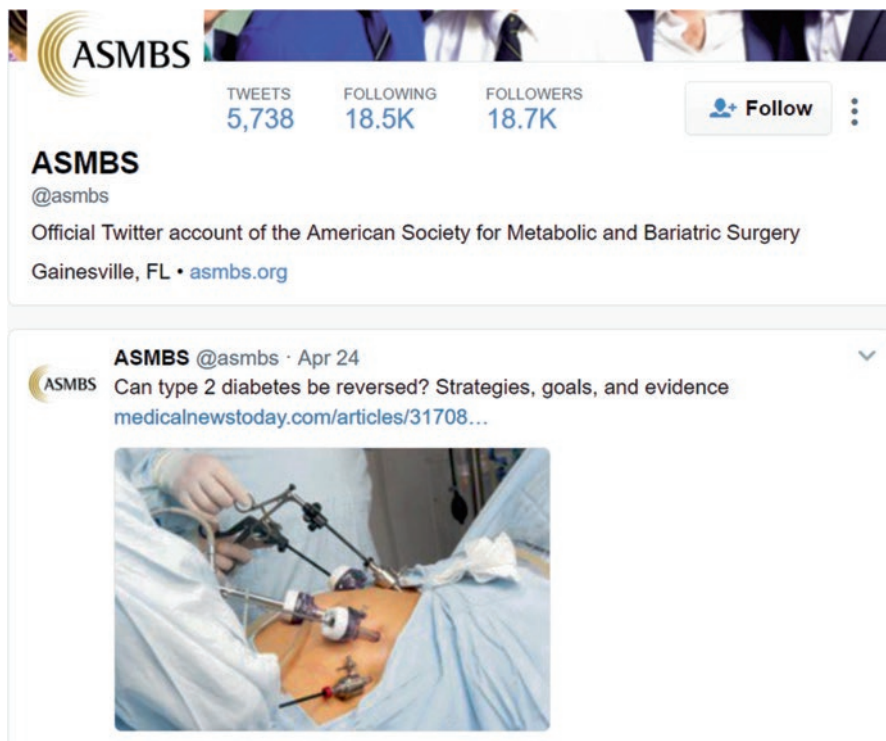 ASMBS
TWEETS FOLLOWING FOLLOWERS
5,738 18.5K 18.7K
Follow
ASMBS
@asmbs
Official Twitter account of the American Society for Metabolic and Bariatric Surgery
Gainesville, FL • asmbs.org
ASMBS @asmbs · Apr 24
ASMBS
Can type 2 diabetes be reversed? Strategies, goals, and evidence
medicalnewstoday.com/articles/31708…